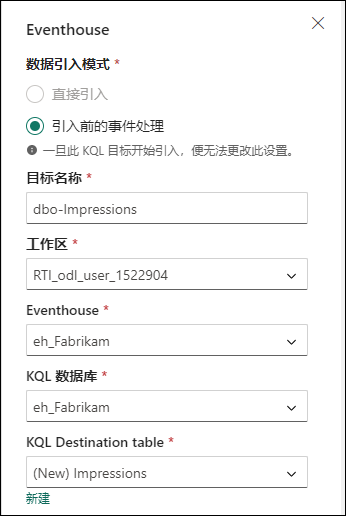 Eventhouse
数据引入模式 *
直接引入
引入前的事件处理
一旦此 KQL 目标开始引入，便无法更改此设置。
目标名称 *
dbo-Impressions
工作区 *
RTI_odl_user_1522904
Eventhouse *
eh_Fabrikam
KQL 数据库 *
eh_Fabrikam
KQL Destination table *
(New) Impressions
新建